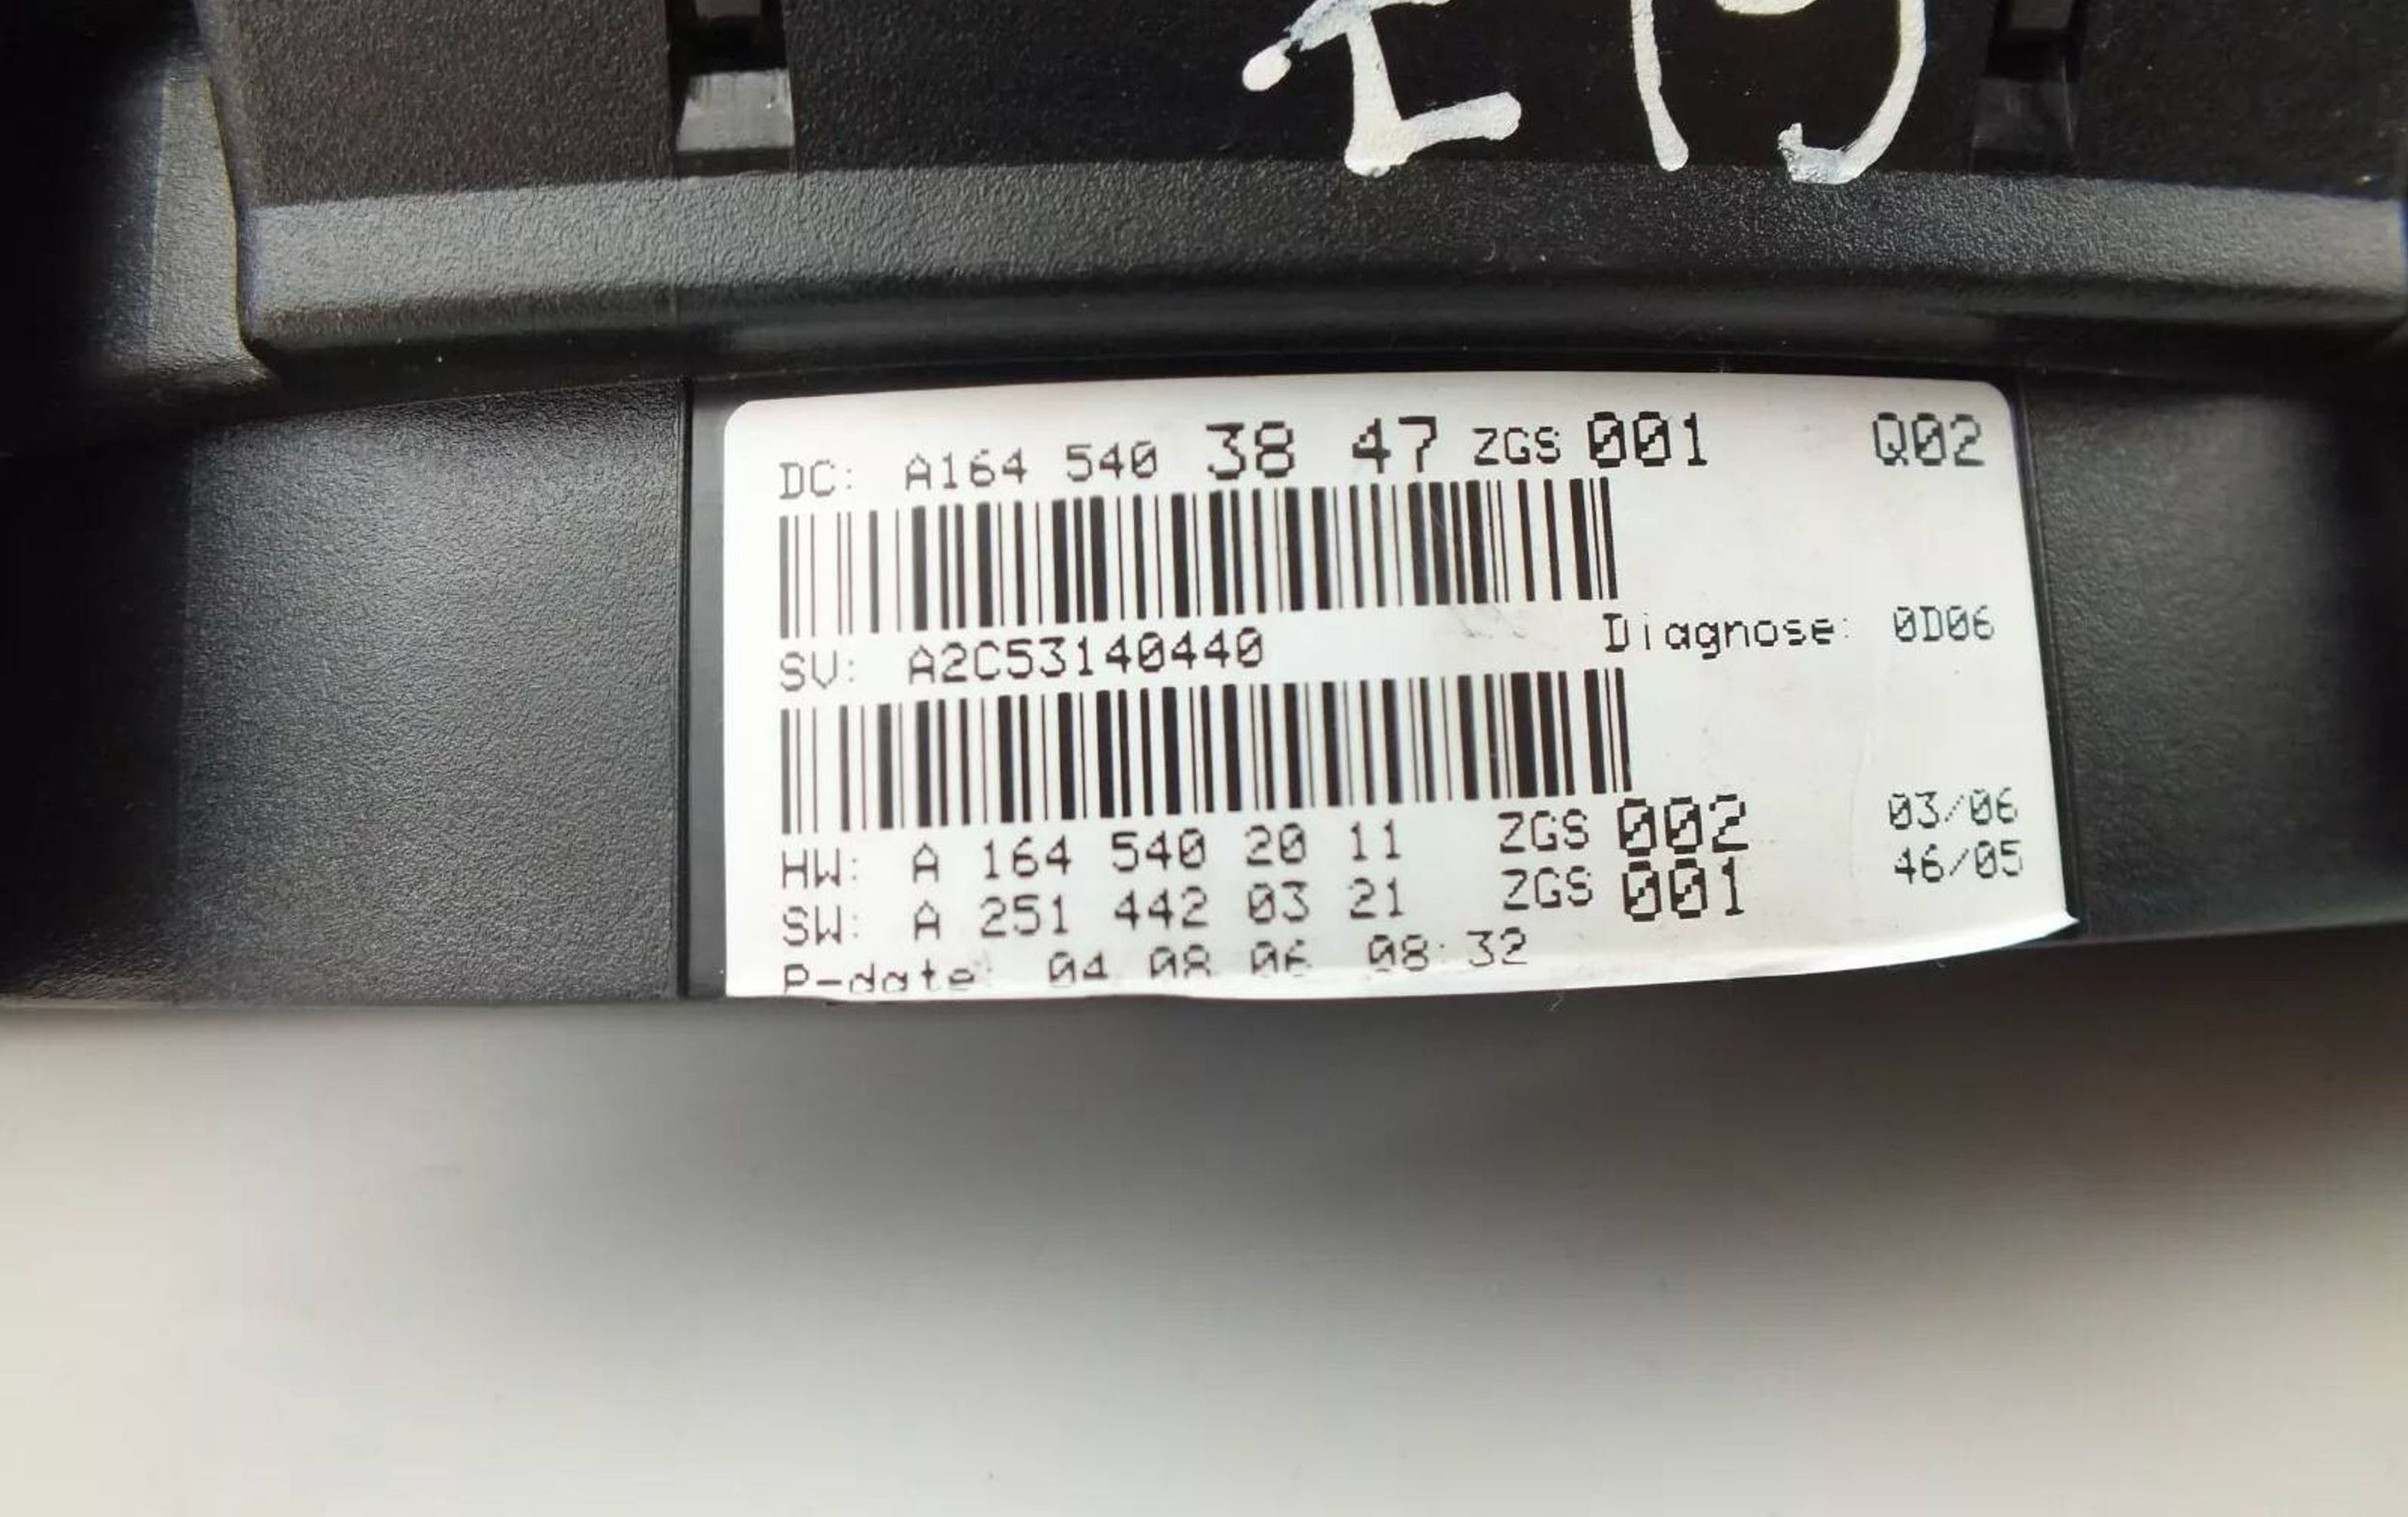 DC: A164 540 38 47 ZGS 001 Q02
SV: A2C53140440 Diagnose: 0D06
HW: A 164 540 20 11 ZGS 002 03/06
SW: A 251 442 03 21 ZGS 001 46/05
P-date: 04 08 06 08:32